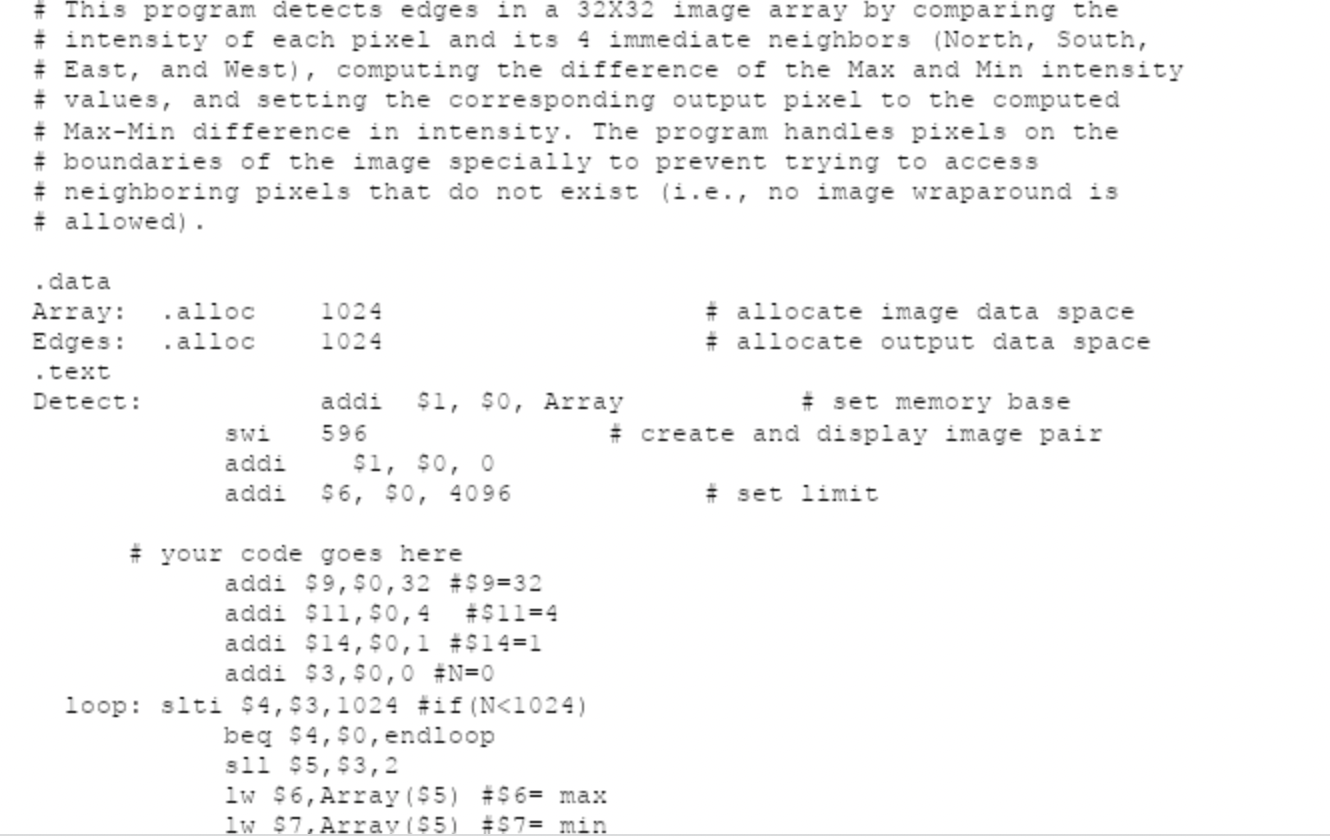 # This program detects edges in a 32X32 image array by comparing the
# intensity of each pixel and its 4 immediate neighbors (North, South,
# East, and West), computing the difference of the Max and Min intensity
# values, and setting the corresponding output pixel to the computed
# Max-Min difference in intensity. The program handles pixels on the
# boundaries of the image specially to prevent trying to access
# neighboring pixels that do not exist (i.e., no image wraparound is
# allowed).

.data
Array:  .alloc    1024                    # allocate image data space
Edges:  .alloc    1024                    # allocate output data space
.text
Detect:           addi  $1, $0, Array           # set memory base
            swi   596               # create and display image pair
            addi    $1, $0, 0
            addi  $6, $0, 4096            # set limit

      # your code goes here
            addi $9,$0,32 #$9=32
            addi $11,$0,4  #$11=4
            addi $14,$0,1 #$14=1
            addi $3,$0,0 #N=0
  loop: slti $4,$3,1024 #if(N<1024)
            beq $4,$0,endloop
            sll $5,$3,2
            lw $6,Array($5) #$6= max
            lw $7,Array($5) #$7= min